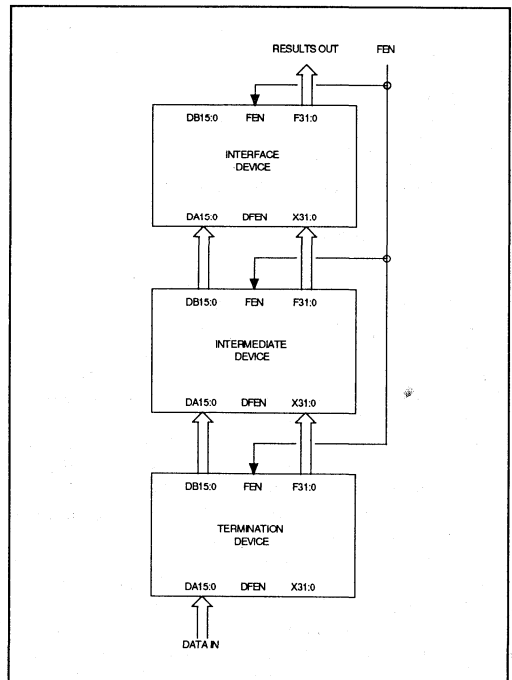 RESULTS OUT FEN
DB15:0 FEN F31:0
INTERFACE
DEVICE
DA15:0 DFEN X31:0
DB15:0 FEN F31:0
INTERMEDIATE
DEVICE
DA15:0 DFEN X31:0
DB15:0 FEN F31:0
TERMINATION
DEVICE
DA15:0 DFEN X31:0
DATA IN